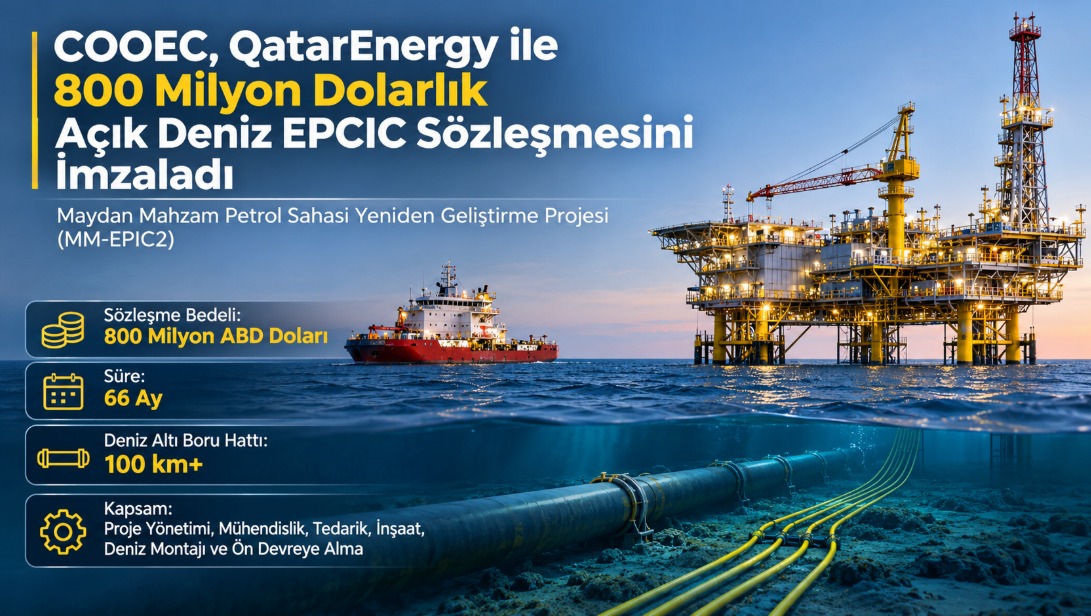 COOEC, QatarEnergy ile
800 Milyon Dolarlık
Açık Deniz EPCIC Sözleşmesini
İmzaladı
Maydan Mahzam Petrol Sahasi Yeniden Geliştirme Projesi
(MM-EPIC2)
Sözleşme Bedeli:
800 Milyon ABD Doları
Süre:
66 Ay
Deniz Altı Boru Hattı:
100 km+
Kapsam:
Proje Yönetimi, Mühendislik, Tedarik, İnşaat,
Deniz Montajı ve Ön Devreye Alma